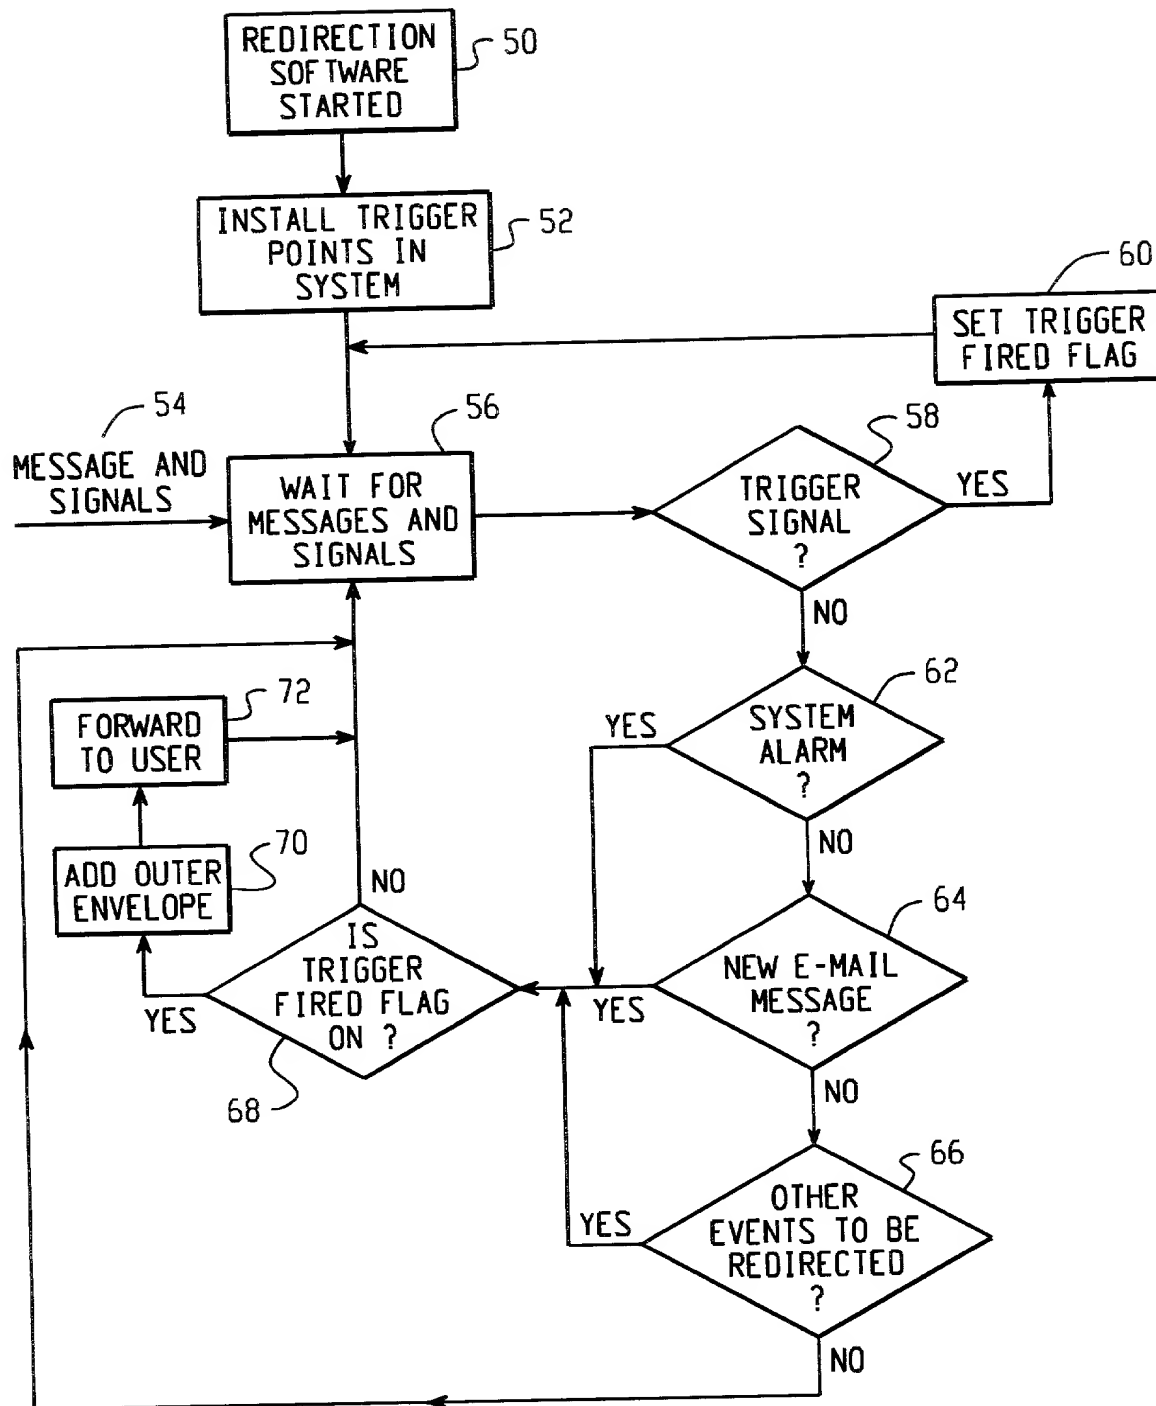 REDIRECTION
SOFTWARE
STARTED
50
INSTALL TRIGGER
POINTS IN
SYSTEM
52
60
SET TRIGGER
FIRED FLAG
54
MESSAGE AND
SIGNALS
56
WAIT FOR
MESSAGES AND
SIGNALS
58
TRIGGER
SIGNAL
?
YES
NO
62
SYSTEM
ALARM
?
YES
NO
72
FORWARD
TO USER
70
ADD OUTER
ENVELOPE
NO
IS
TRIGGER
FIRED FLAG
ON ?
YES
68
64
NEW E-MAIL
MESSAGE
?
YES
NO
66
OTHER
EVENTS TO BE
REDIRECTED
?
YES
NO